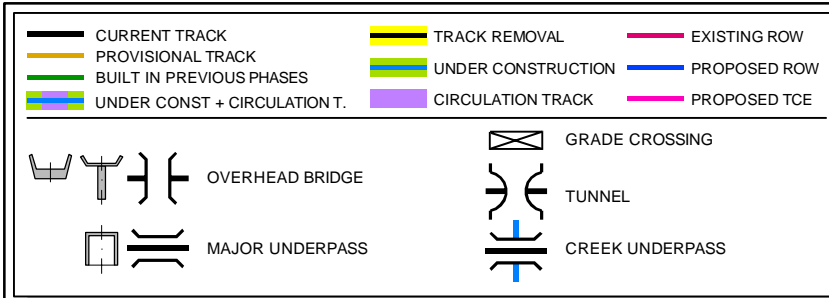 CURRENT TRACK
PROVISIONAL TRACK
BUILT IN PREVIOUS PHASES
UNDER CONST + CIRCULATION T.
TRACK REMOVAL
UNDER CONSTRUCTION
CIRCULATION TRACK
EXISTING ROW
PROPOSED ROW
PROPOSED TCE
OVERHEAD BRIDGE
MAJOR UNDERPASS
GRADE CROSSING
TUNNEL
CREEK UNDERPASS